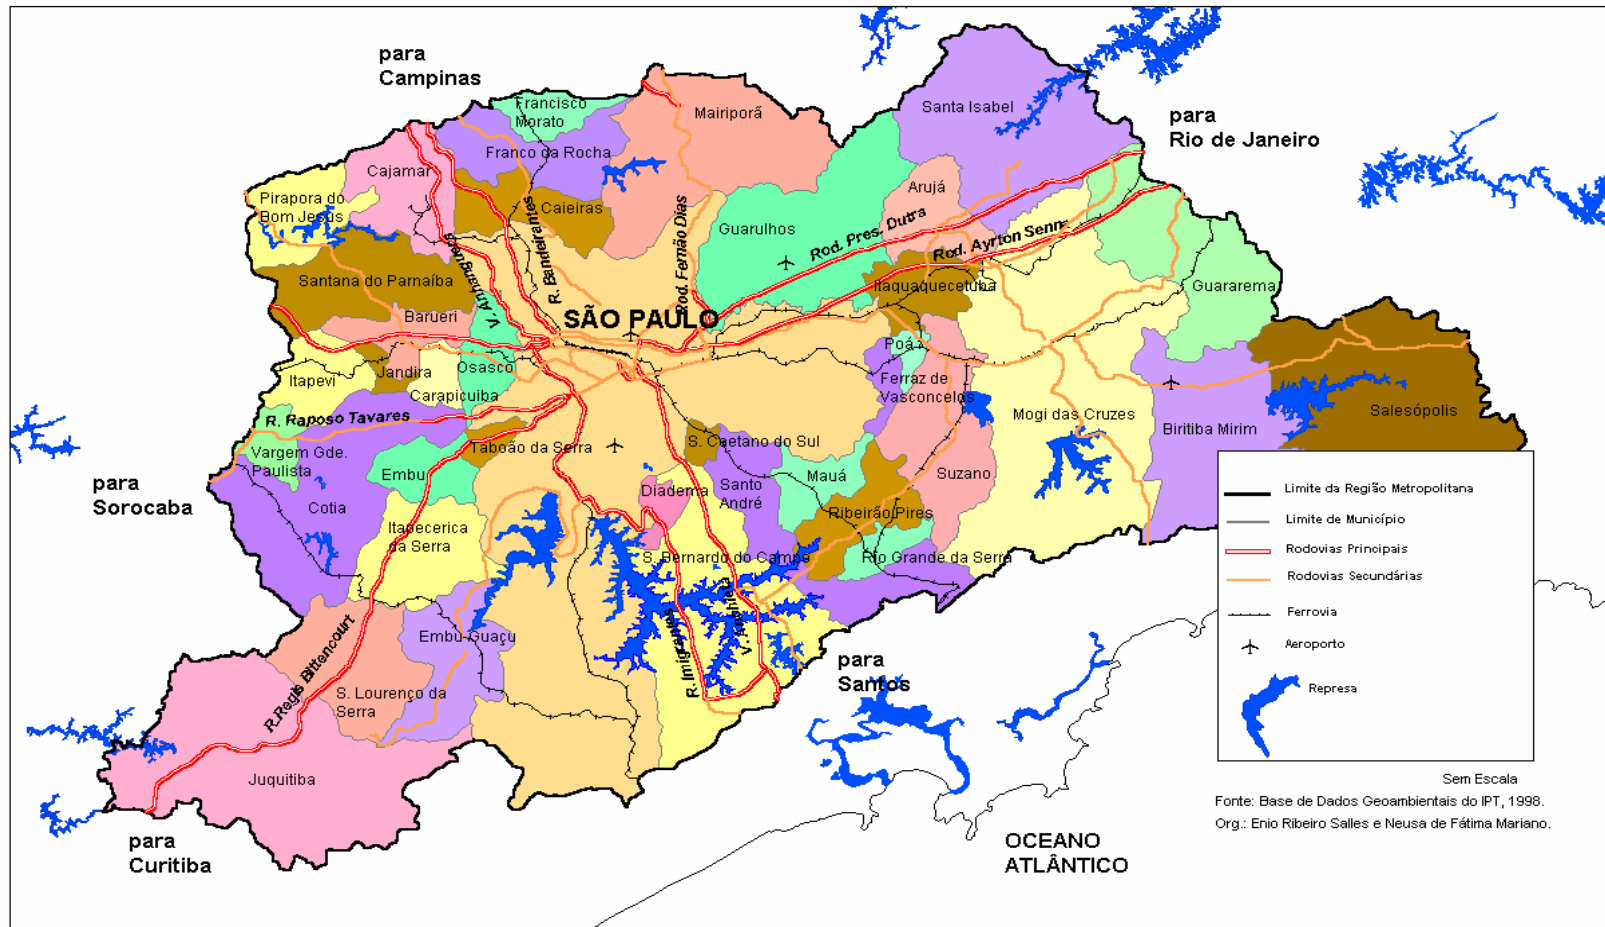 para
Campinas
Francisco
Morato
Mairiporã
Santa Isabel
para
Rio de Janeiro
Franco da Rocha
Cajamar
Pirapora do
Bom Jesus
Caieiras
Arujá
Guarulhos
Rod. Pres. Dutra
Rod. Ayrton Senna
Rod. Fernão Dias
R. Bandeirantes
V. Anhanguera
Santana do Parnaíba
Itaquaquecetuba
Guararema
Barueri
SÃO PAULO
Poá
Osasco
Jandira
Itapevi
Carapicuiba
Ferraz de
Vasconcelos
Mogi das Cruzes
Salesópolis
Biritiba Mirim
R. Raposo Tavares
Taboão da Serra
S. Caetano do Sul
Vargem Gde.
Paulista
Embu
Mauá
Suzano
Santo
André
Diadema
para
Sorocaba
Cotia
Ribeirão Pires
Itapecerica
da Serra
S. Bernardo do Campo
Rio Grande da Serra
R.Regis Bittencourt
Embu-Guaçu
R. Imigrantes
V. Anchieta
para
Santos
S. Lourenço da
Serra
Juquitiba
para
Curitiba
OCEANO
ATLÂNTICO
Limite da Região Metropolitana
Limite de Município
Rodovias Principais
Rodovias Secundárias
Ferrovia
Aeroporto
Represa
Sem Escala
Fonte: Base de Dados Geoambientais do IPT, 1998.
Org.: Enio Ribeiro Salles e Neusa de Fátima Mariano.